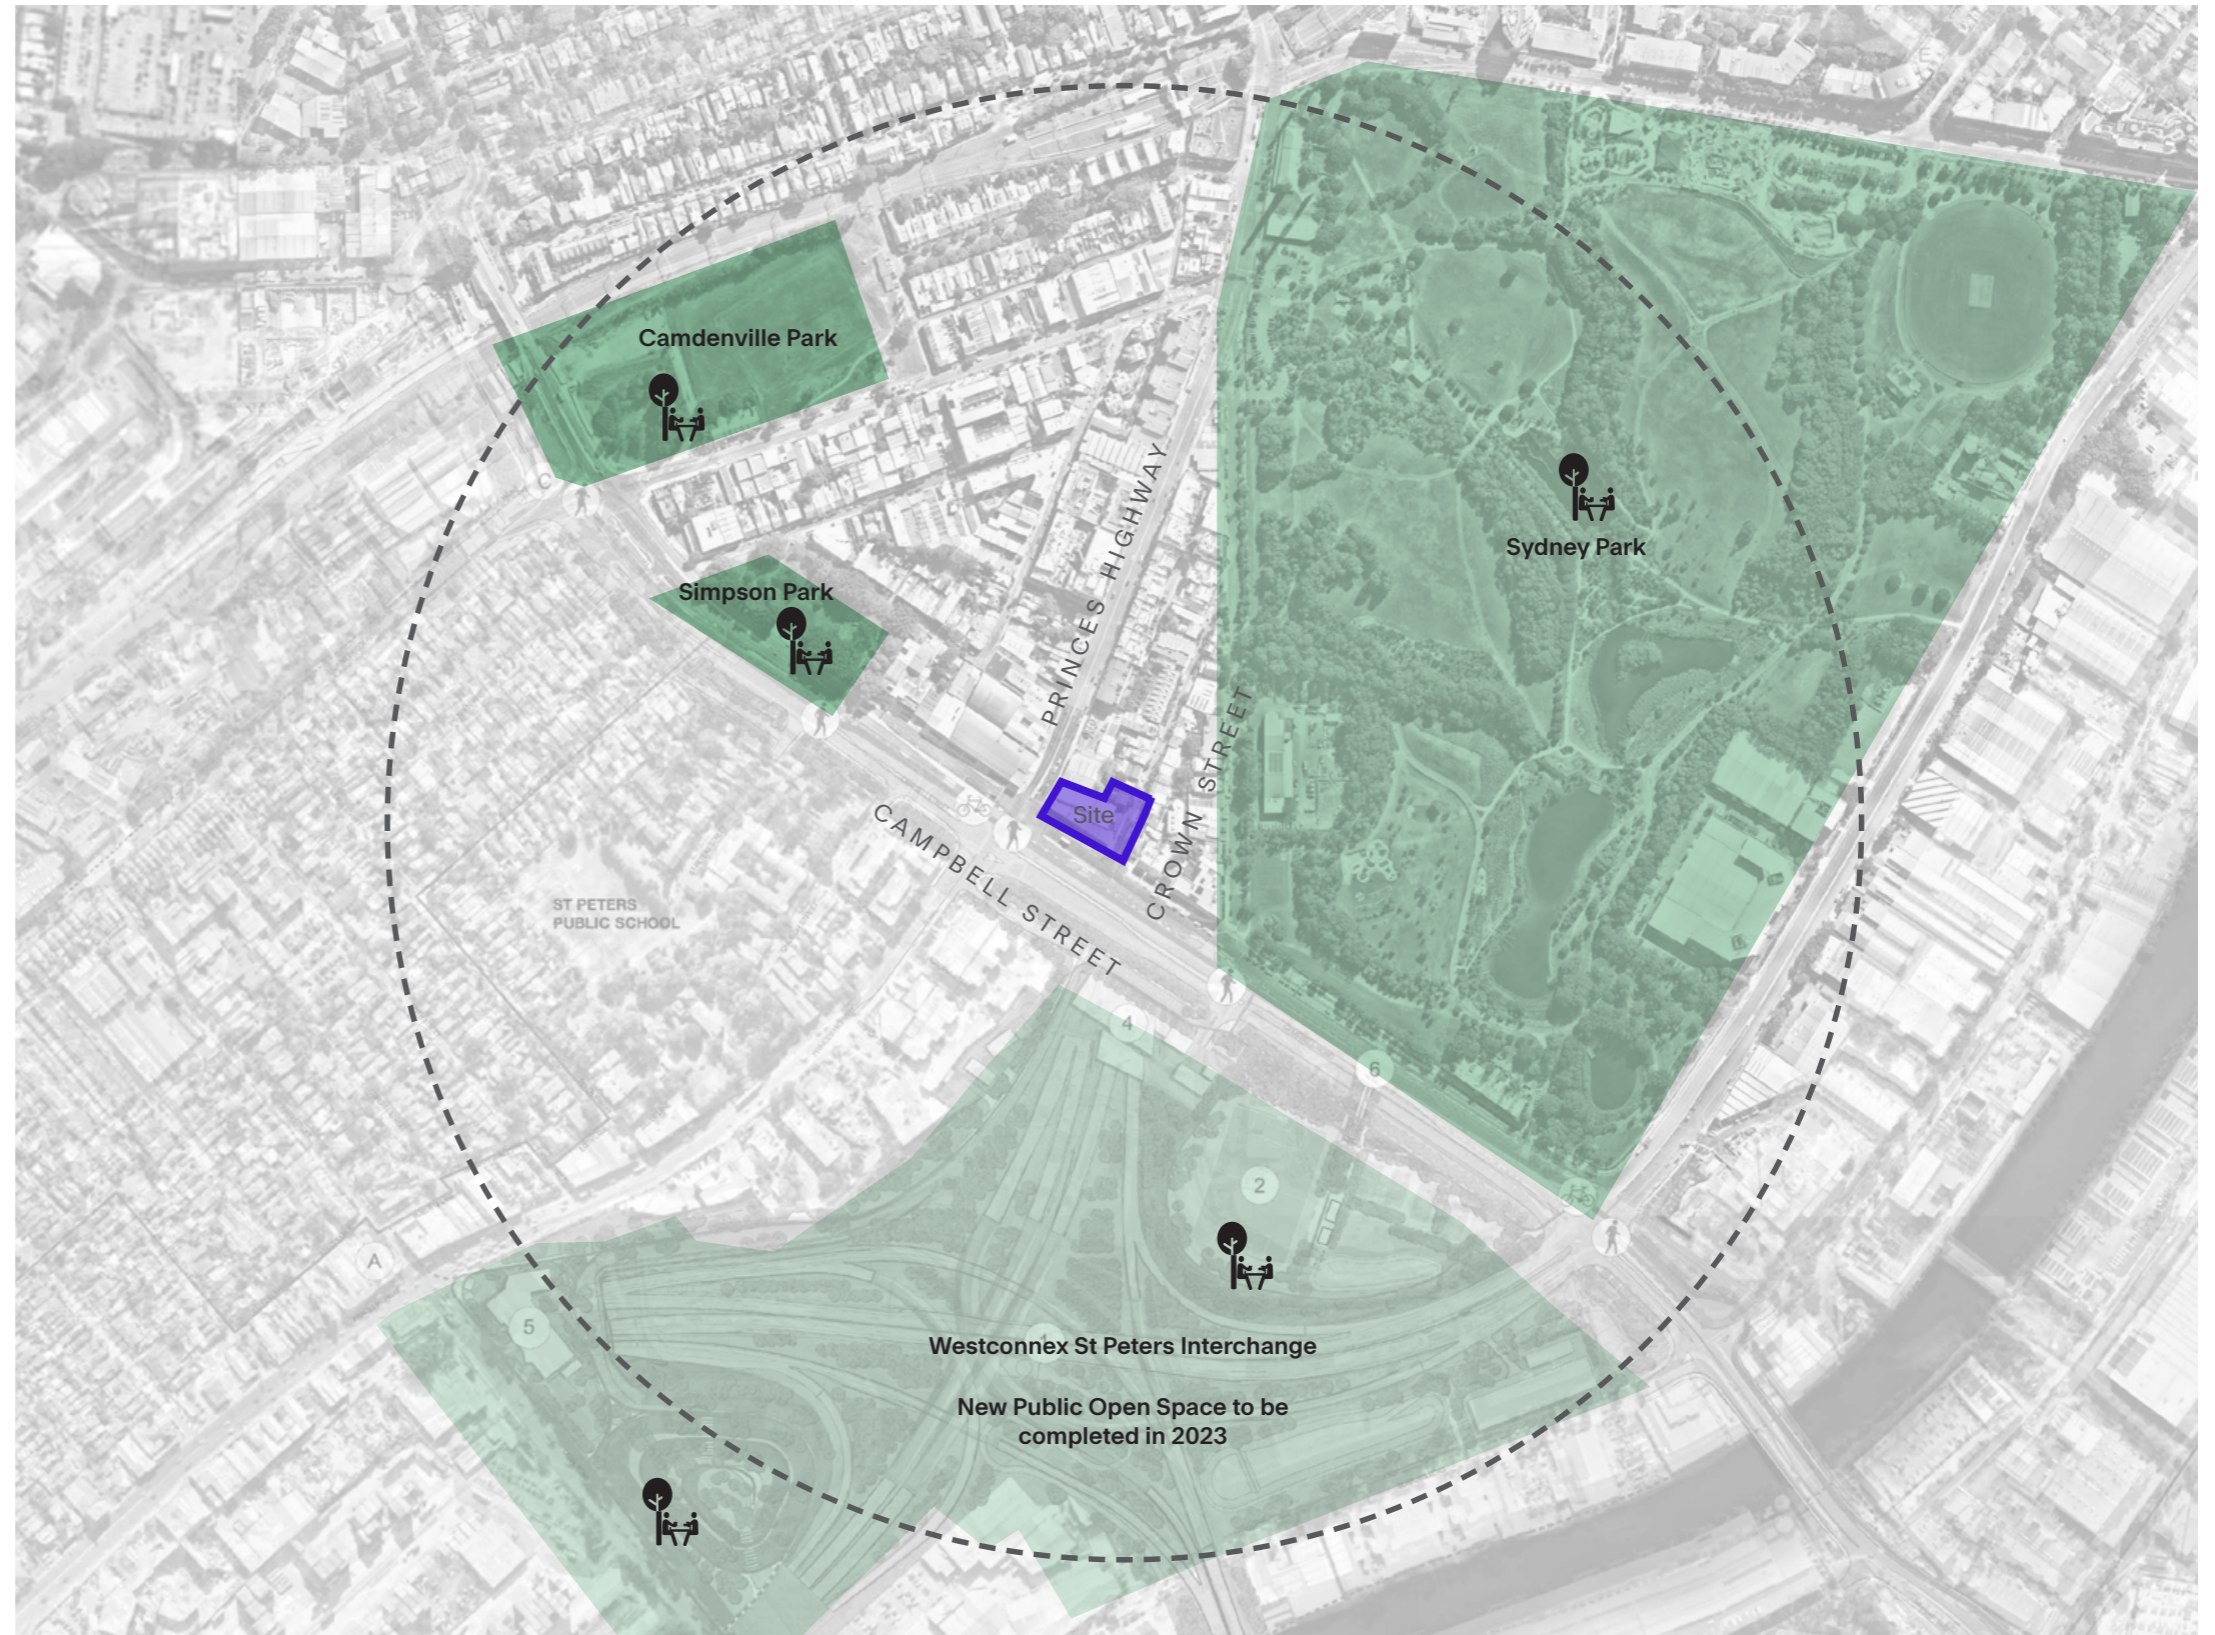 Camdenville Park
C
PRINCES HIGHWAY
Sydney Park
Simpson Park
CROWN STREET
Site
CAMPBELL STREET
ST PETERS
PUBLIC SCHOOL
4
6
2
A
5
1
Westconnex St Peters Interchange
New Public Open Space to be
completed in 2023